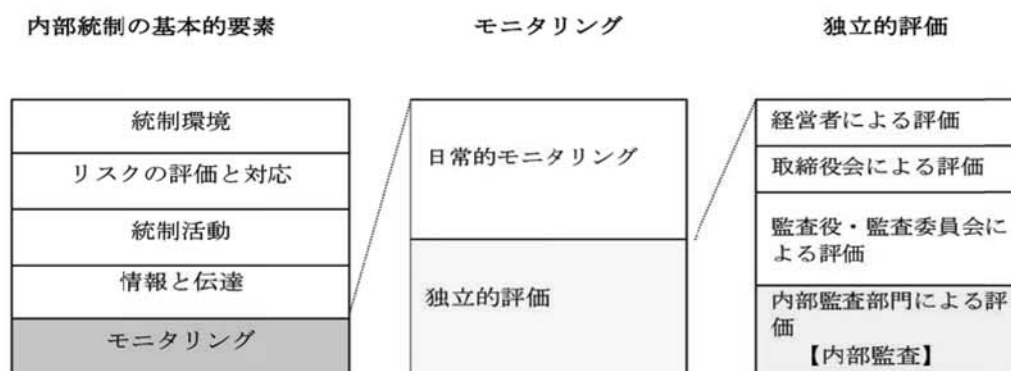 内部統制の基本的要素
モニタリング
独立的評価
統制環境
リスクの評価と対応
統制活動
情報と伝達
モニタリング
日常的モニタリング
独立的評価
経営者による評価
取締役会による評価
監査役・監査委員会に
よる評価
内部監査部門による評
価
【内部監査】